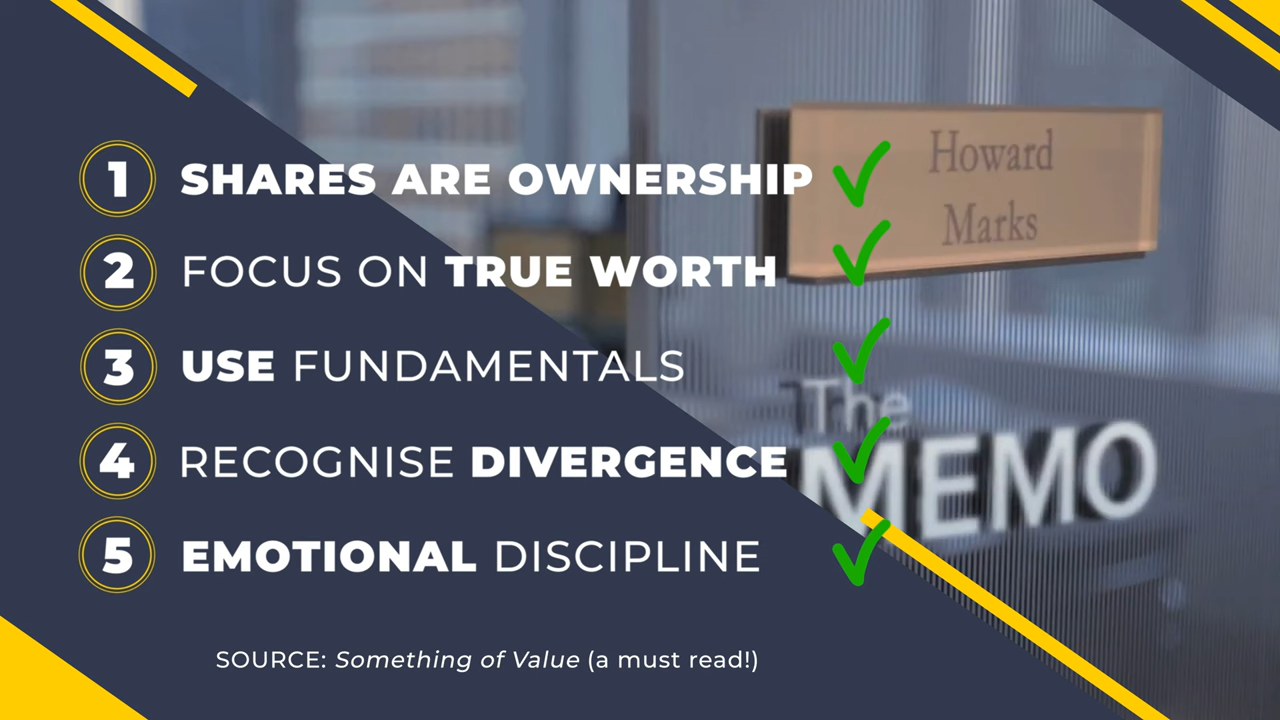 1 SHARES ARE OWNERSHIP
2 FOCUS ON TRUE WORTH
3 USE FUNDAMENTALS
4 RECOGNISE DIVERGENCE
5 EMOTIONAL DISCIPLINE
SOURCE: Something of Value (a must read!)
Howard
Marks
The
MEMO